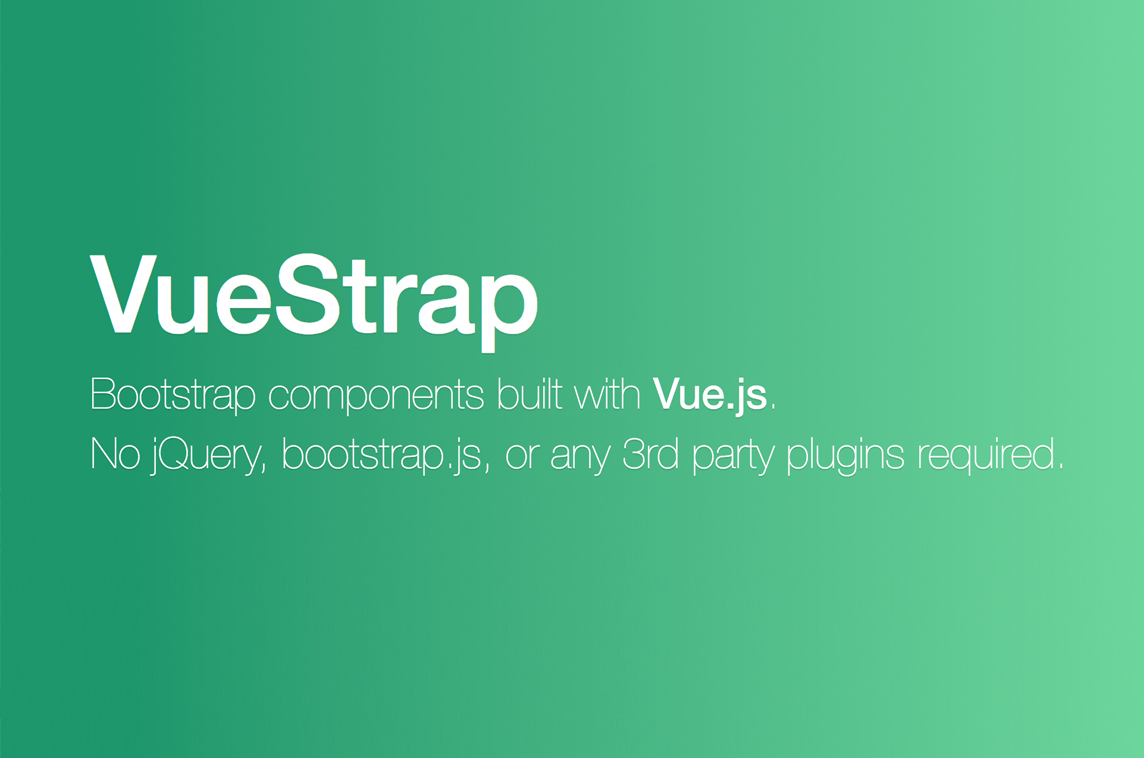 VueStrap
Bootstrap components built with Vue.js.
No jQuery, bootstrap.js, or any 3rd party plugins required.